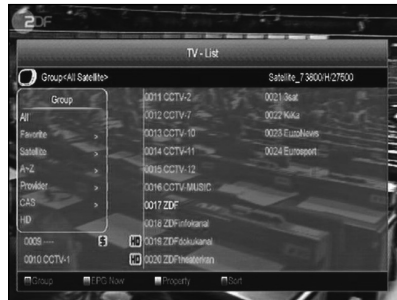 2DF
TV - List
Group<All Satellite>
Satellite_7 3800/H/27500
Group
All
Favorite >
Satellite >
A~Z >
Provider >
CAS >
HD
0009 ---- $ HD
0010 CCTV-1 HD
0011 CCTV-2
0012 CCTV-7
0013 CCTV-10
0014 CCTV-11
0015 CCTV-12
0016 CCTV-MUSIC
0017 ZDF
0018 ZDFinfokanal
0019 ZDFdokukanal
0020 ZDFtheaterkan
0021 3sat
0022 KiKa
0023 EuroNews
0024 Eurosport
Group
EPG Now!
Property
Sort